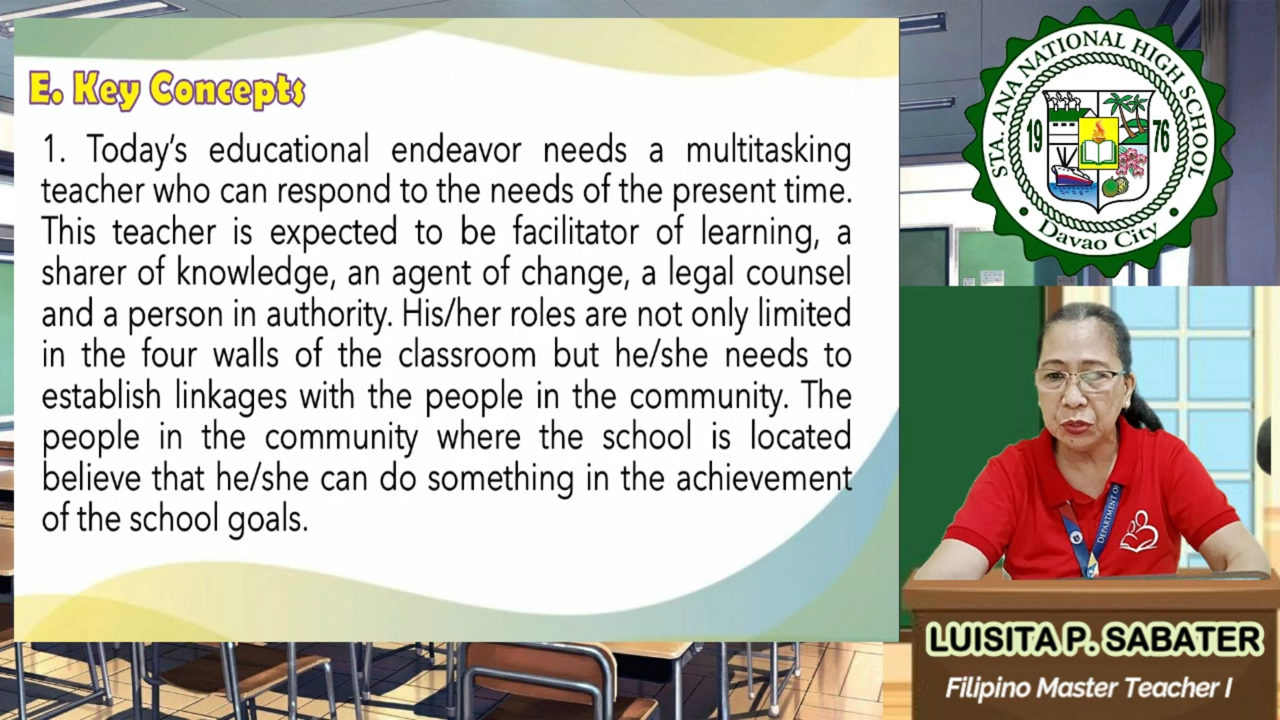 E. Key Concepts
1. Today's educational endeavor needs a multitasking
teacher who can respond to the needs of the present time.
This teacher is expected to be facilitator of learning, a
sharer of knowledge, an agent of change, a legal counsel
and a person in authority. His/her roles are not only limited
in the four walls of the classroom but he/she needs to
establish linkages with the people in the community. The
people in the community where the school is located
believe that he/she can do something in the achievement
of the school goals.
STA. ANA NATIONAL HIGH SCHOOL
19 76
Davao City
DEPARTMENT OF
LUISITA P. SABATER
Filipino Master Teacher I